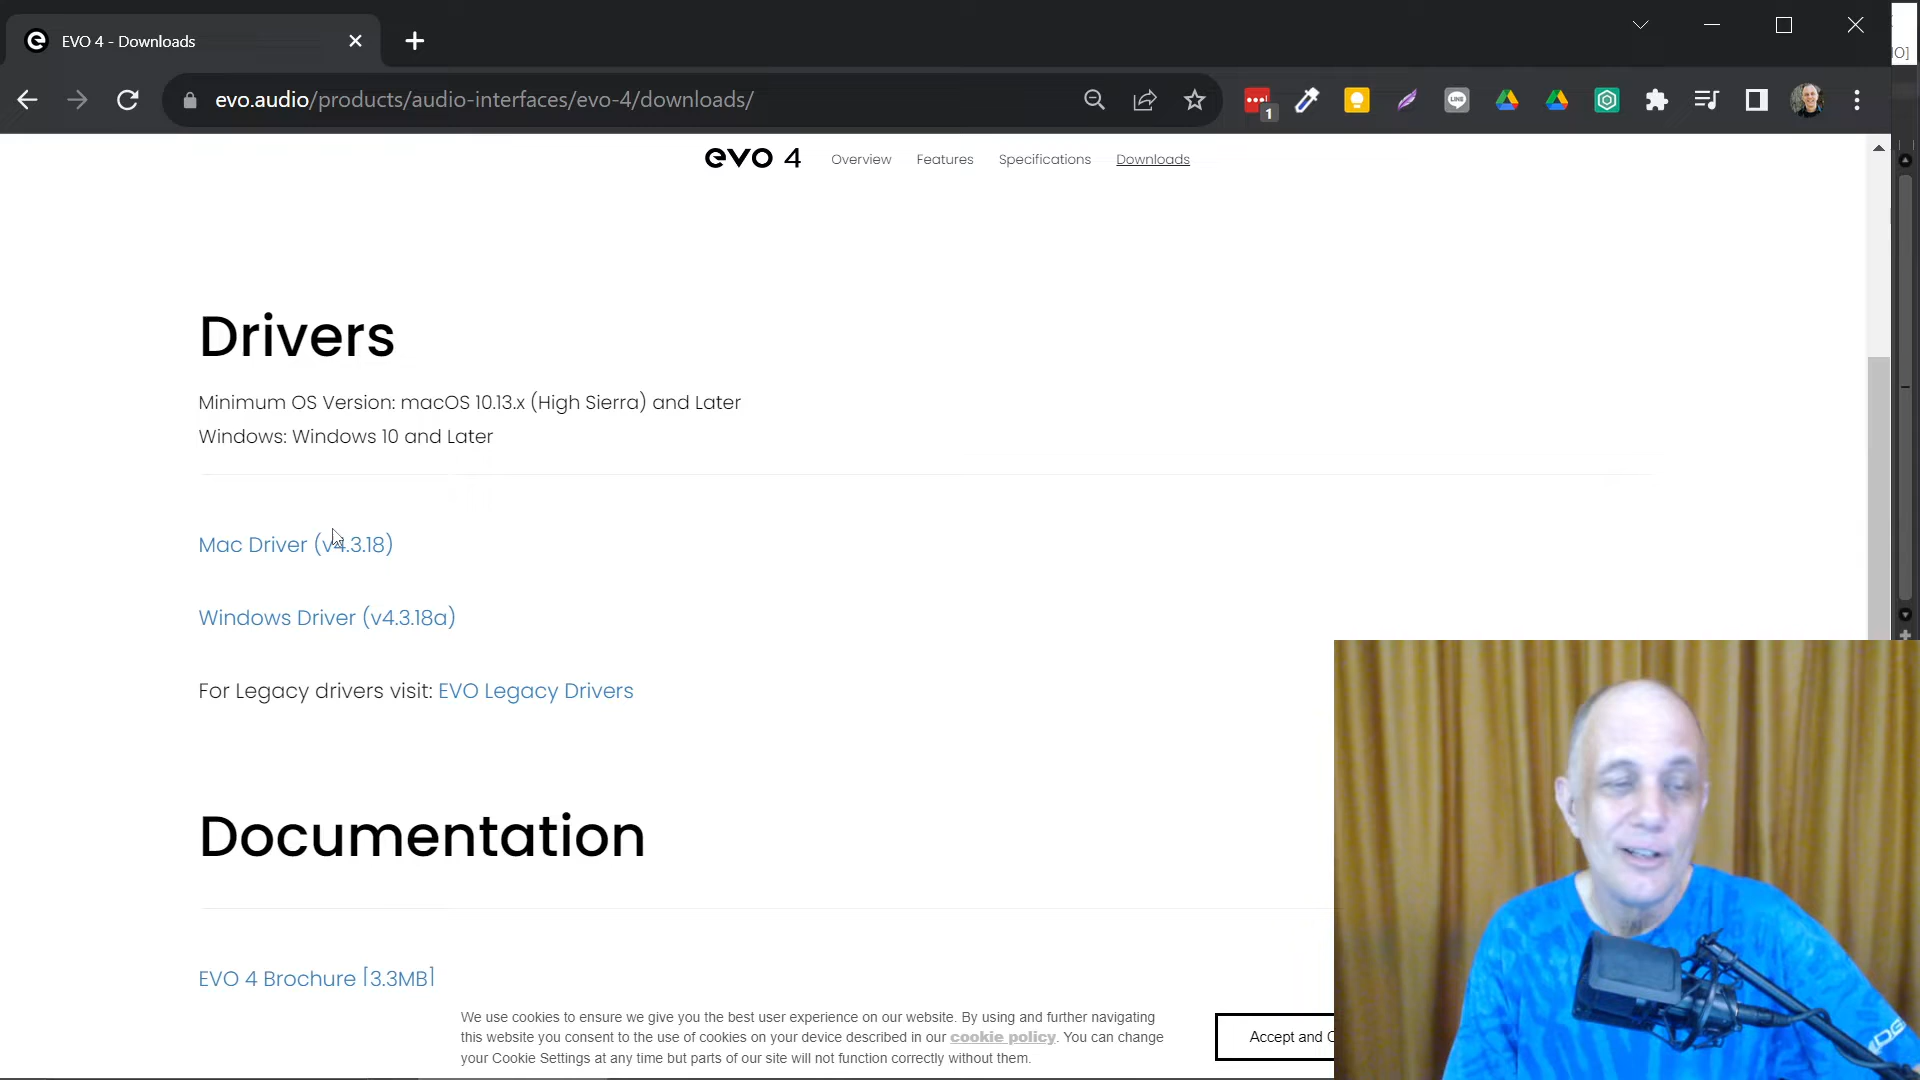 EVO 4 - Downloads
IO]
evo.audio/products/audio-interfaces/evo-4/downloads/
1
LINE
evo 4
Overview
Features
Specifications
Downloads
Drivers
Minimum OS Version: macOS 10.13.x (High Sierra) and Later
Windows: Windows 10 and Later
Mac Driver (v4.3.18)
Windows Driver (v4.3.18a)
For Legacy drivers visit: EVO Legacy Drivers
Documentation
EVO 4 Brochure [3.3MB]
We use cookies to ensure we give you the best user experience on our website. By using and further navigating
this website you consent to the use of cookies on your device described in our cookie policy. You can change
your Cookie Settings at any time but parts of our site will not function correctly without them.
Accept and C